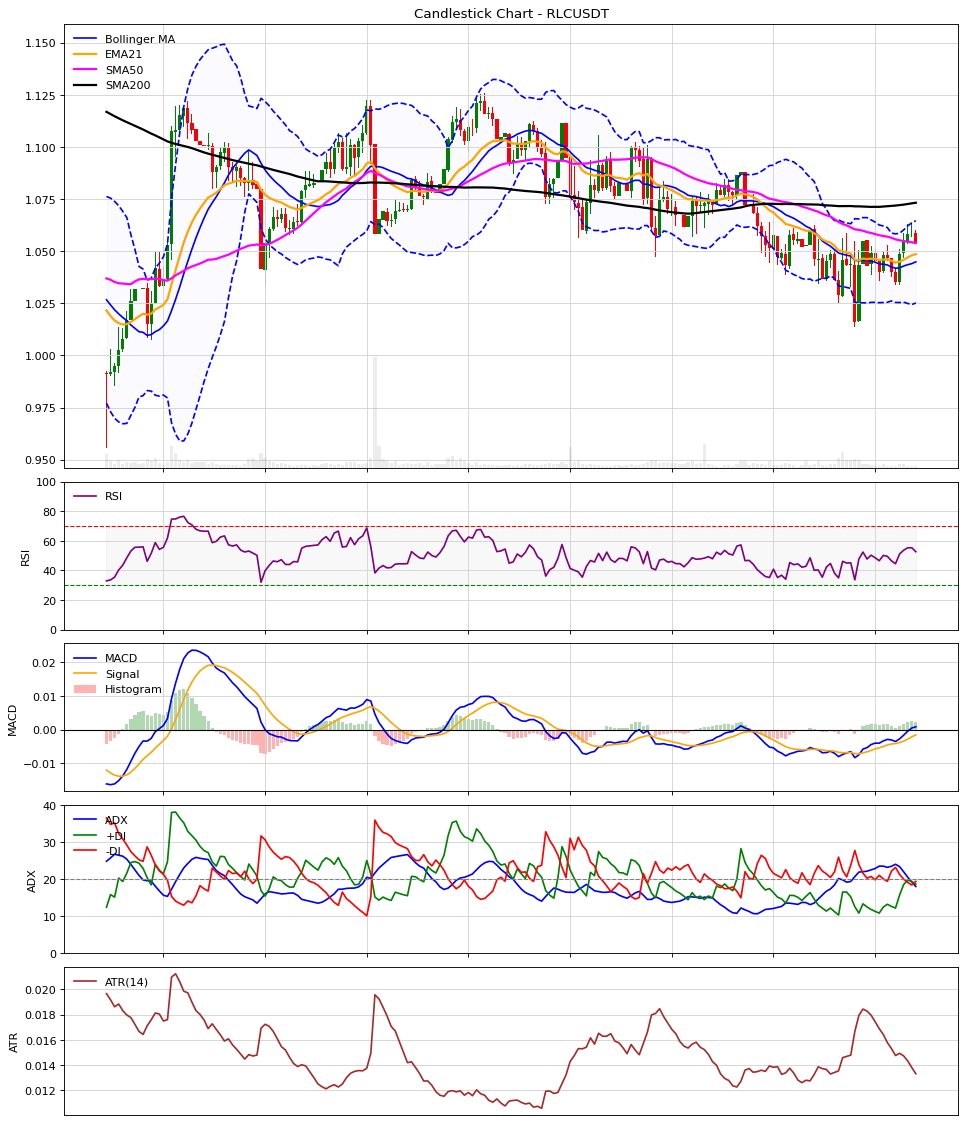 Candlestick Chart - RLCUSDT
Bollinger MA
EMA21
SMA50
SMA200
1.150
1.125
1.100
1.075
1.050
1.025
1.000
0.975
0.950
RSI
RSI
100
80
60
40
20
0
MACD
Signal
Histogram
MACD
0.02
0.01
0.00
−0.01
ADX
+DI
-DI
ADX
40
30
20
10
0
ATR(14)
ATR
0.020
0.018
0.016
0.014
0.012